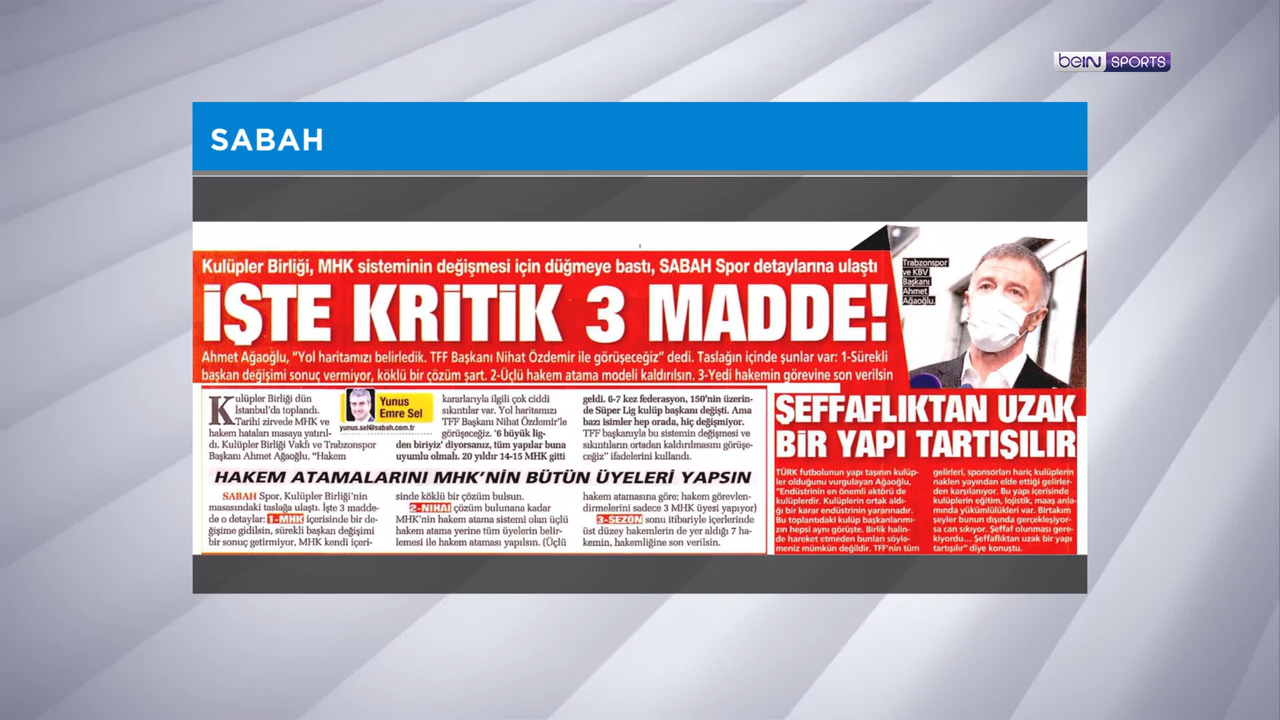 beIN SPORTS
SABAH
Kulüpler Birliği, MHK sisteminin değişmesi için düğmeye bastı, SABAH Spor detaylarına ulaştı
İŞTE KRİTİK 3 MADDE!
Ahmet Ağaoğlu, "Yol haritamızı belirledik. TFF Başkanı Nihat Özdemir ile görüşeceğiz" dedi. Taslağın içinde şunlar var: 1-Sürekli
başkan değişimi sonuç vermiyor, köklü bir çözüm şart. 2-Üçlü hakem atama modeli kaldırılsın. 3-Yedi hakemin görevine son verilsin
Trabzonspor
ve KBV
Başkanı
Ahmet
Ağaoğlu.
Kulüpler Birliği dün
İstanbul'da toplandı.
Tarihi zirvede MHK ve
hakem hataları masaya yatırıl-
dı. Kulüpler Birliği Vakfı ve Trabzonspor
Başkanı Ahmet Ağaoğlu, "Hakem
Yunus
Emre Sel
yunus.sel@sabah.com.tr
kararlarıyla ilgili çok ciddi
sıkıntılar var. Yol haritamızı
TFF Başkanı Nihat Özdemir'le
görüşeceğiz. '6 büyük lig-
den biriyiz' diyorsanız, tüm yapılar buna
uyumlu olmalı. 20 yıldır 14-15 MHK gitti
geldi. 6-7 kez federasyon, 150'nin üzerin-
de Süper Lig kulüp başkanı değişti. Ama
bazı isimler hep orada, hiç değişmiyor.
TFF başkanıyla bu sistemin değişmesi ve
sıkıntıların ortadan kaldırılmasını görüşe-
ceğiz" ifadelerini kullandı.
HAKEM ATAMALARINI MHK'NİN BÜTÜN ÜYELERİ YAPSIN
SABAH Spor, Kulüpler Birliği'nin
masasındaki taslağa ulaştı. İşte 3 madde-
de o detaylar: 1-MHK içerisinde bir de-
ğişime gidilsin, sürekli başkan değişimi
bir sonuç getirmiyor, MHK kendi içeri-
sinde köklü bir çözüm bulsun.
2-NİHAİ çözüm bulunana kadar
MHK'nin hakem atama sistemi olan üçlü
hakem atama yerine tüm üyelerin belir-
lemesi ile hakem ataması yapılsın. (Üçlü
hakem atamasına göre; hakem görevlen-
dirmelerini sadece 3 MHK üyesi yapıyor)
3-SEZON sonu itibariyle içerlerinde
üst düzey hakemlerin de yer aldığı 7 ha-
kemin, hakemliğine son verilsin.
ŞEFFAFLIKTAN UZAK
BİR YAPI TARTIŞILIR
TÜRK futbolunun yapı taşının kulüp-
ler olduğunu vurgulayan Ağaoğlu,
"Endüstrinin en önemli aktörü de
kulüplerdir. Kulüplerin ortak aldı-
ğı bir karar endüstrinin yararınadır.
Bu toplantıdaki kulüp başkanlarımı-
zın hepsi aynı görüşte. Birlik halin-
de hareket etmeden bunları söyle-
meniz mümkün değildir. TFF'nin tüm
gelirleri, sponsorları hariç kulüplerin
naklen yayından elde ettiği gelirler-
den karşılanıyor. Bu yapı içerisinde
kulüplerin eğitim, lojistik, maaş anla-
mında yükümlülükleri var. Birtakım
şeyler bunun dışında gerçekleşiyor-
sa can sıkıyor. Şeffaf olunması gere-
kiyordu... Şeffaflıktan uzak bir yapı
tartışılır" diye konuştu.